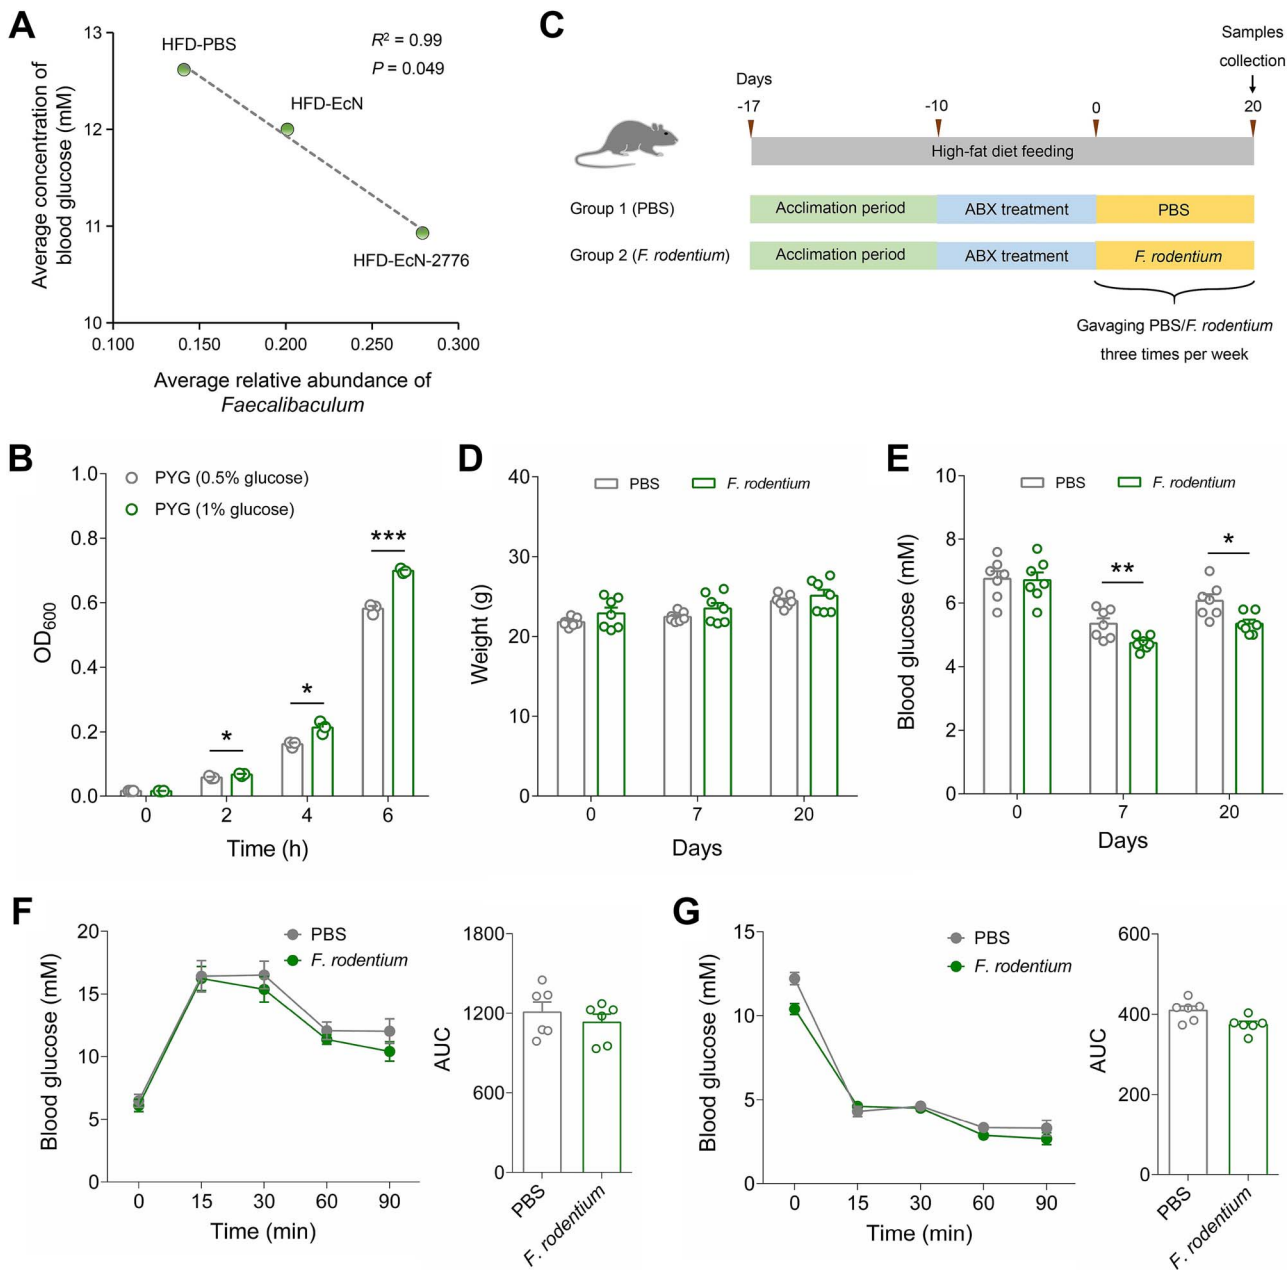 A
13
12
11
10
Average concentration of
blood glucose (mM)
HFD-PBS
HFD-EcN
HFD-EcN-2776
R² = 0.99
P = 0.049
0.100 0.150 0.200 0.250 0.300
Average relative abundance of
Faecalibaculum
C
Samples
collection
Days
-17 -10 0 20
High-fat diet feeding
Group 1 (PBS) Acclimation period ABX treatment PBS
Group 2 (F. rodentium) Acclimation period ABX treatment F. rodentium
Gavaging PBS/F. rodentium
three times per week
B
PYG (0.5% glucose)
PYG (1% glucose)
1.0
0.8
0.6
0.4
0.2
0.0
OD₆₀₀
* * ***
0 2 4 6
Time (h)
D
PBS F. rodentium
40
30
20
10
0
Weight (g)
0 7 20
Days
E
PBS F. rodentium
10
8
6
4
2
0
Blood glucose (mM)
** *
0 7 20
Days
F
PBS
F. rodentium
20
15
10
5
0
Blood glucose (mM)
0 15 30 60 90
Time (min)
1800
1200
600
0
AUC
PBS
F. rodentium
G
PBS
F. rodentium
15
10
5
0
Blood glucose (mM)
0 15 30 60 90
Time (min)
600
400
200
0
AUC
PBS
F. rodentium